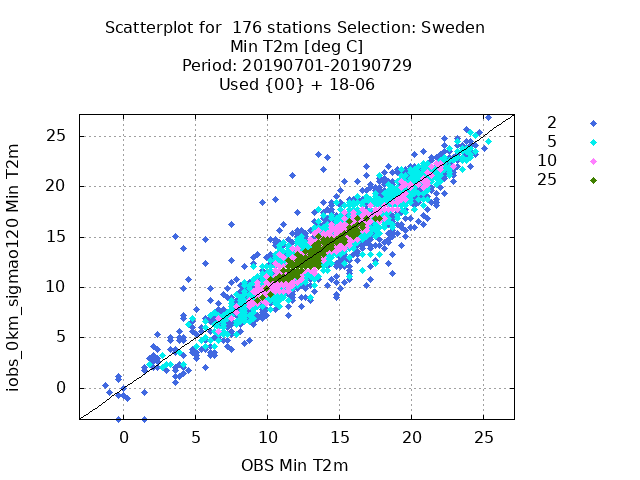 Scatterplot for  176 stations Selection: Sweden
Min T2m [deg C]
Period: 20190701-20190729
Used {00} + 18-06
iobs_0km_sigmao120 Min T2m
25
20
15
10
5
0
0 5 10 15 20 25
OBS Min T2m
2
5
10
25